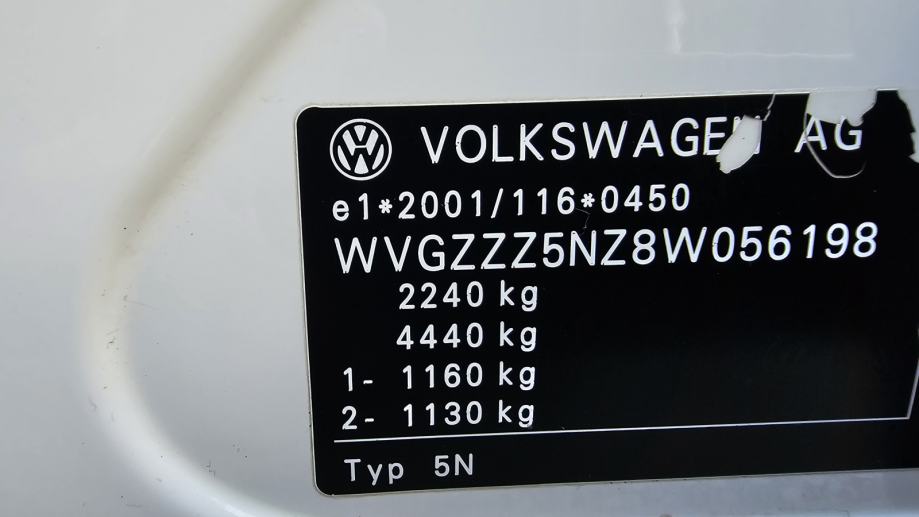 VOLKSWAGEN AG
e1*2001/116*0450
WVGZZZ5NZ8W056198
2240 kg
4440 kg
1- 1160 kg
2- 1130 kg
Typ 5N